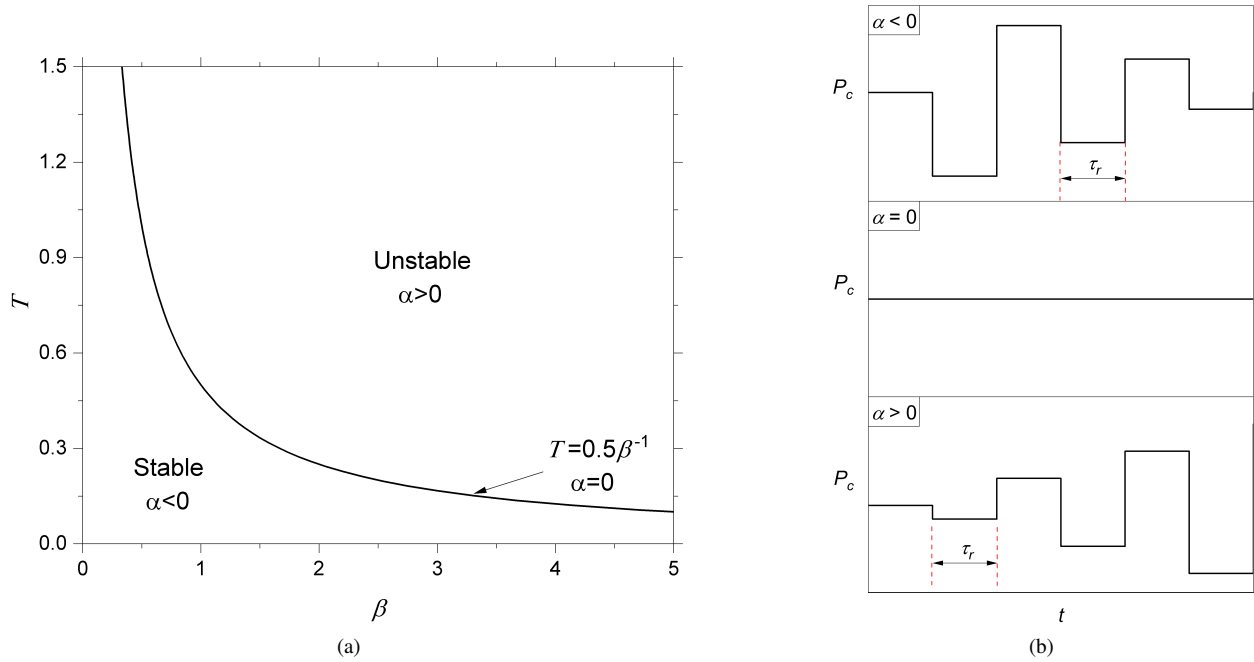 1.5
1.2
0.9
0.6
0.3
0.0
T
Unstable
α>0
Stable
α<0
T=0.5β⁻¹
α=0
0 1 2 3 4 5
β
(a)
α < 0
P_c
τ_r
α = 0
P_c
α > 0
P_c
τ_r
t
(b)